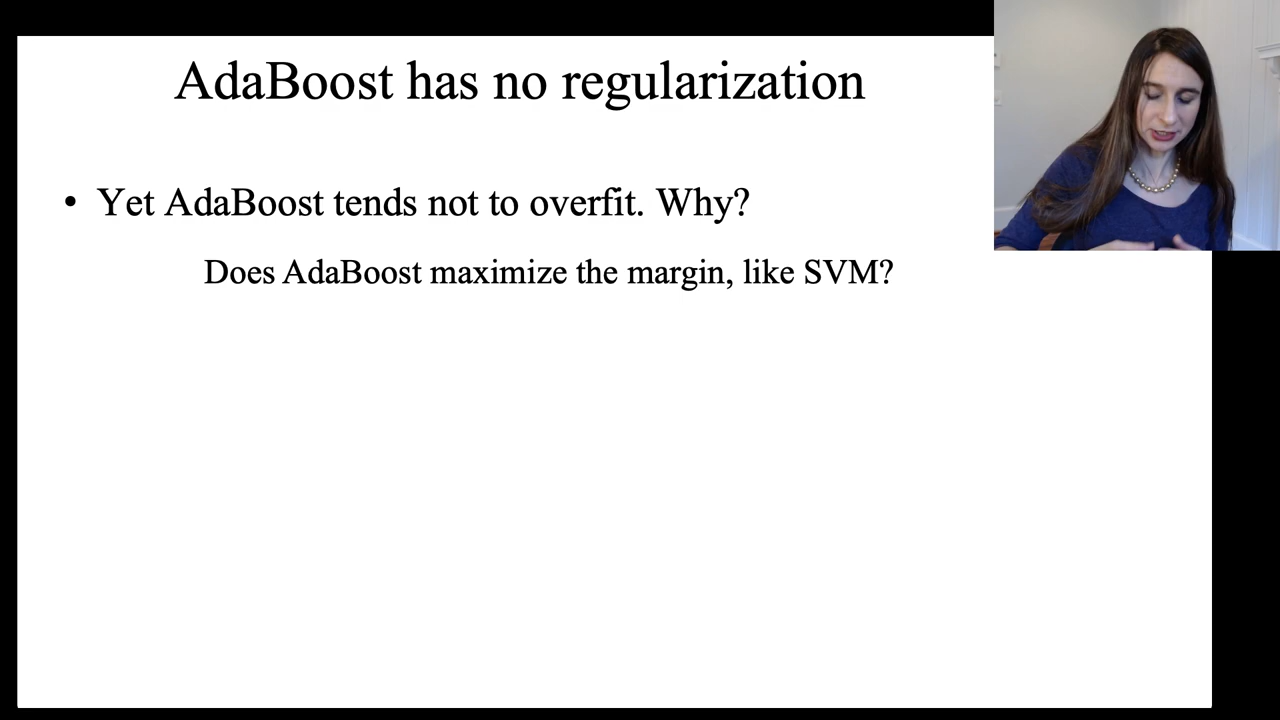 AdaBoost has no regularization
• Yet AdaBoost tends not to overfit. Why?
Does AdaBoost maximize the margin, like SVM?